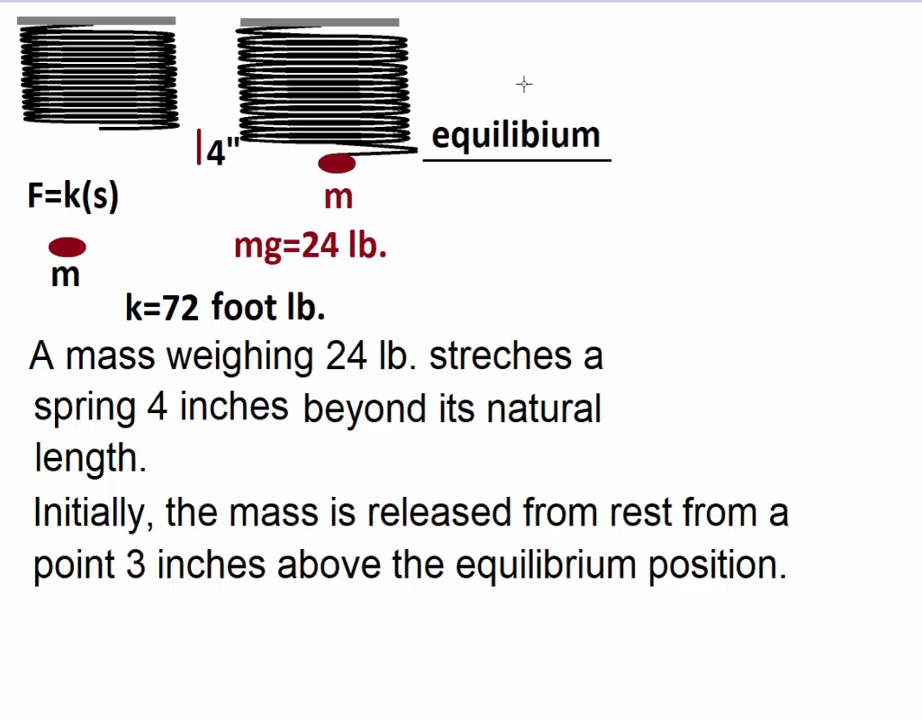 4"
equilibium
F=k(s)
m
mg=24 lb.
m
k=72 foot lb.
A mass weighing 24 lb. streches a
spring 4 inches beyond its natural
length.
Initially, the mass is released from rest from a
point 3 inches above the equilibrium position.